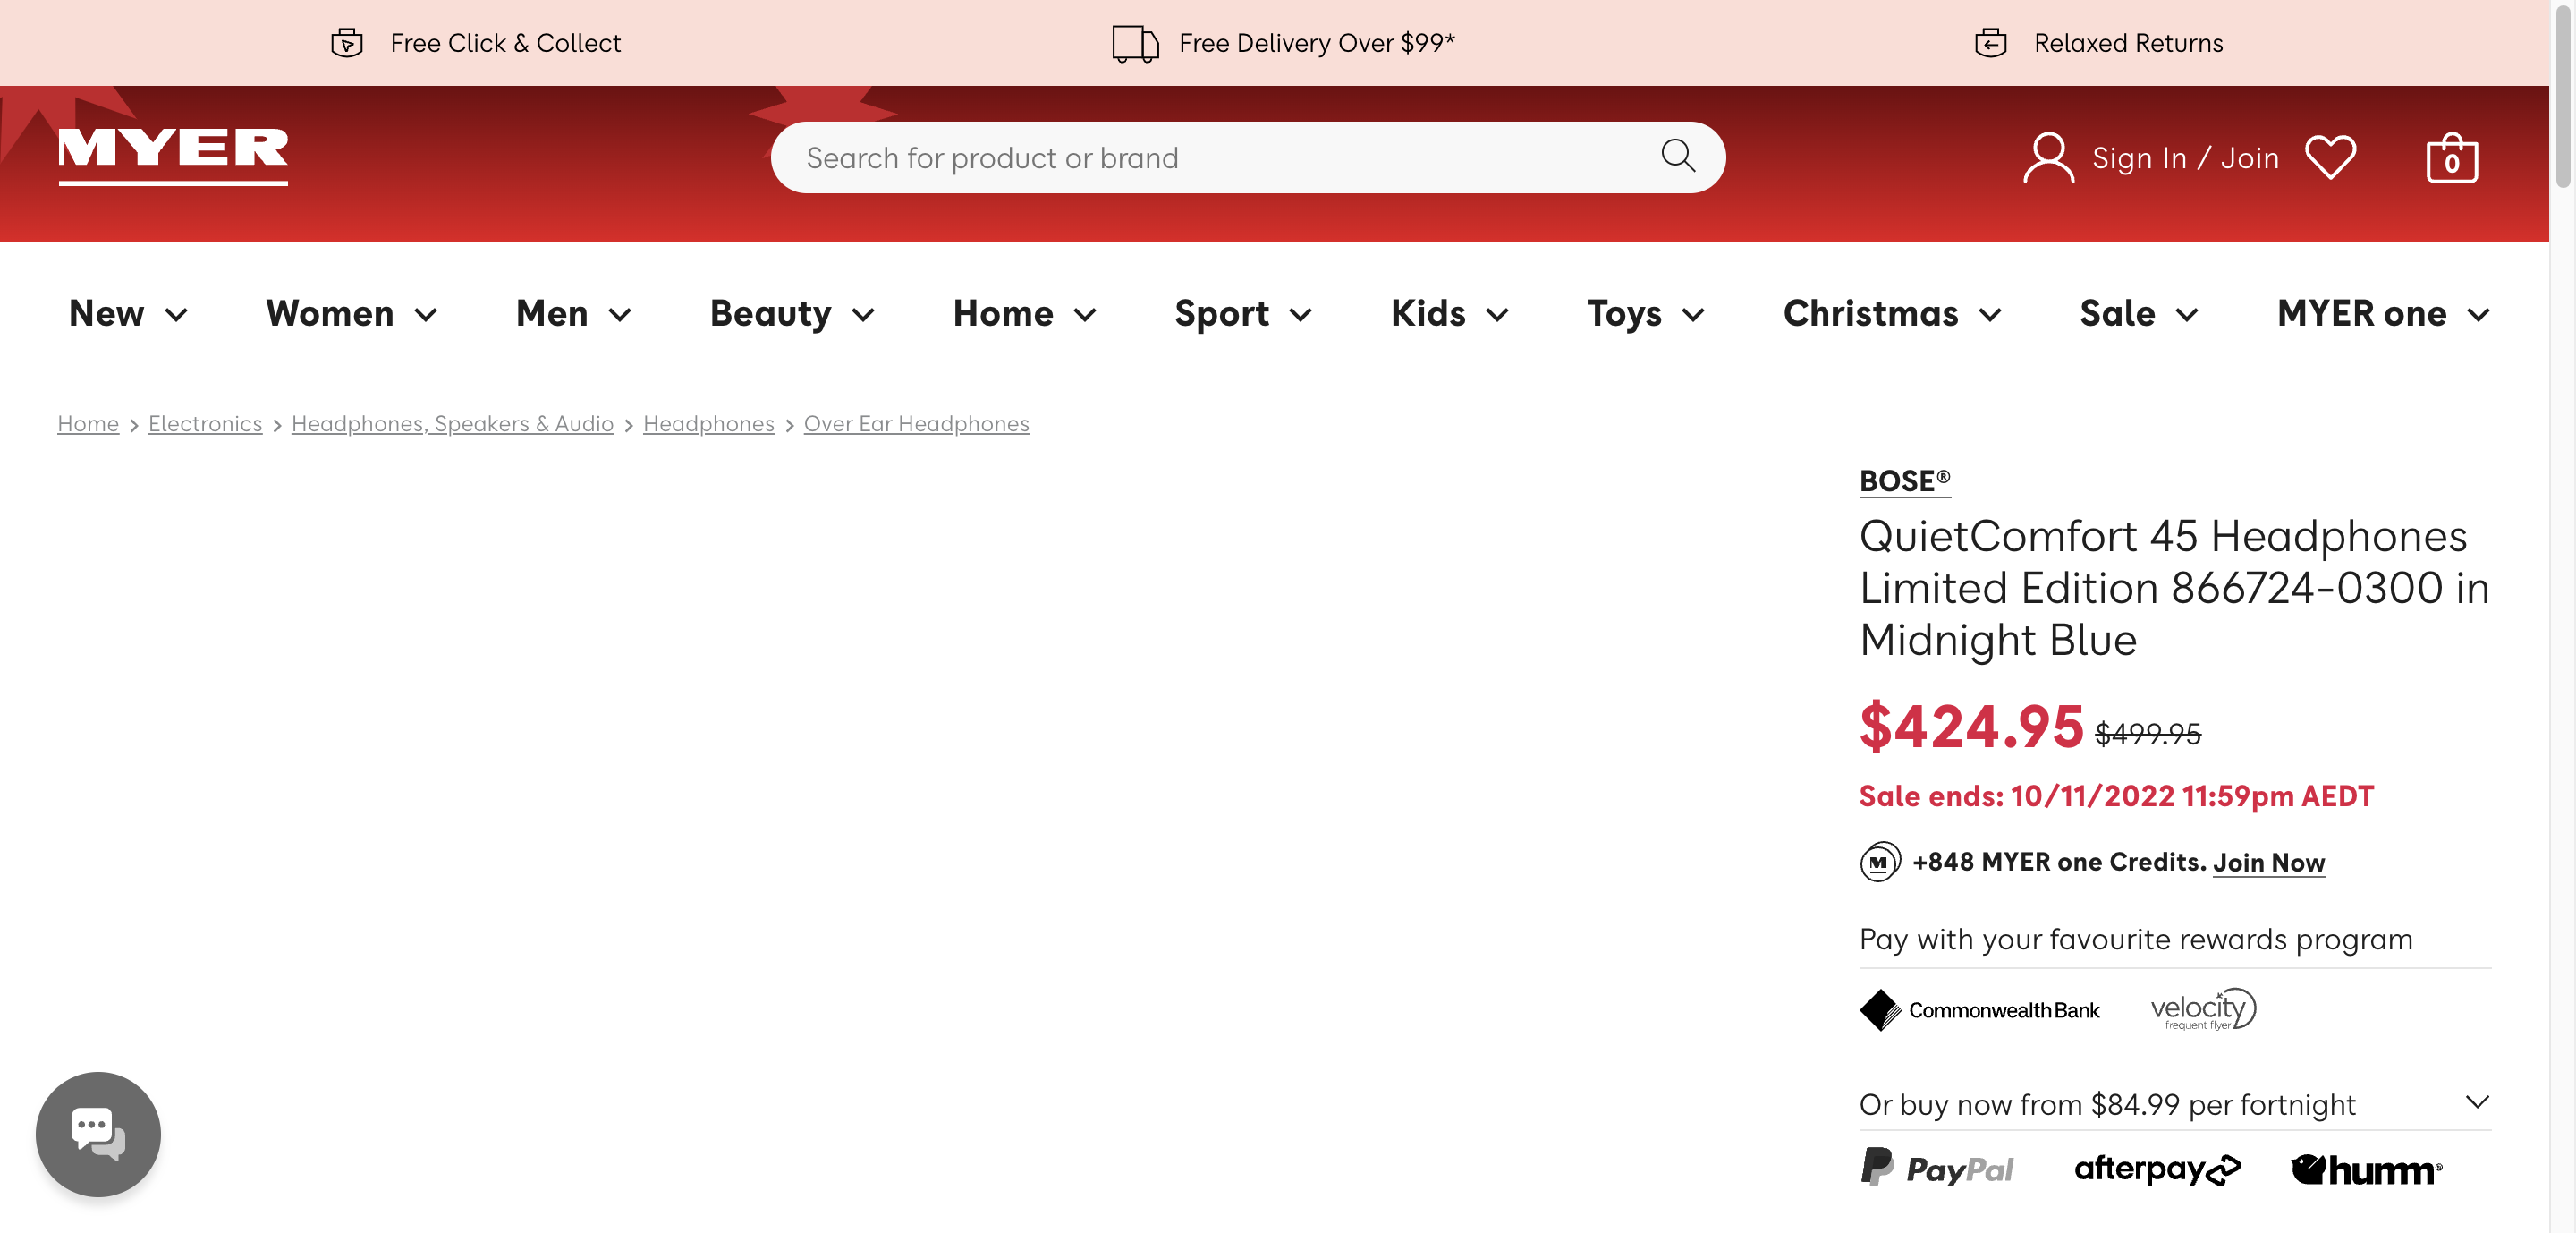 Free Click & Collect
Free Delivery Over $99*
Relaxed Returns
MYER
Search for product or brand
Sign In / Join
0
New
Women
Men
Beauty
Home
Sport
Kids
Toys
Christmas
Sale
MYER one
Home > Electronics > Headphones, Speakers & Audio > Headphones > Over Ear Headphones
BOSE®
QuietComfort 45 Headphones
Limited Edition 866724-0300 in
Midnight Blue
$424.95 $499.95
Sale ends: 10/11/2022 11:59pm AEDT
M +848 MYER one Credits. Join Now
Pay with your favourite rewards program
CommonwealthBank
velocity
frequent flyer
Or buy now from $84.99 per fortnight
PayPal
afterpay
humm